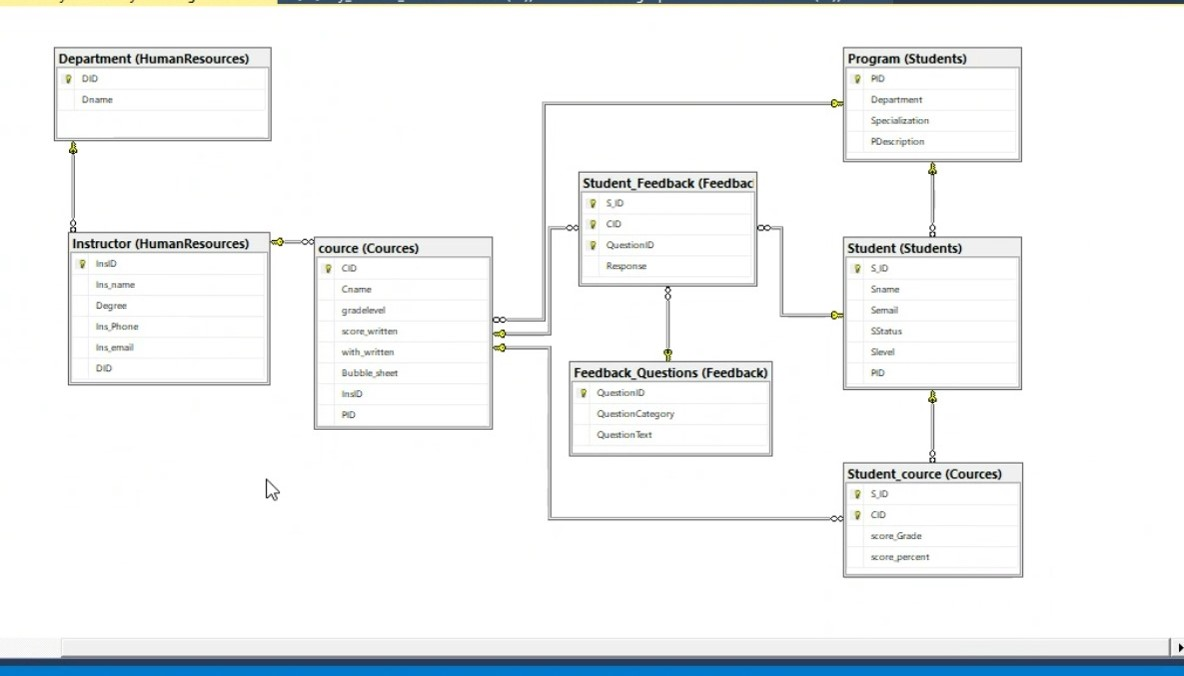 Department (HumanResources)
DID
Dname
Instructor (HumanResources)
InsID
Ins_name
Degree
Ins_Phone
Ins_email
DID
cource (Cources)
CID
Cname
gradelevel
score_written
with_written
Bubble_sheet
InsID
PID
Student_Feedback (Feedbac
S_ID
CID
QuestionID
Response
Feedback_Questions (Feedback)
QuestionID
QuestionCategory
QuestionText
Program (Students)
PID
Department
Specialization
PDescription
Student (Students)
S_ID
Sname
Semail
SStatus
Slevel
PID
Student_cource (Cources)
S_ID
CID
score_Grade
score_percent